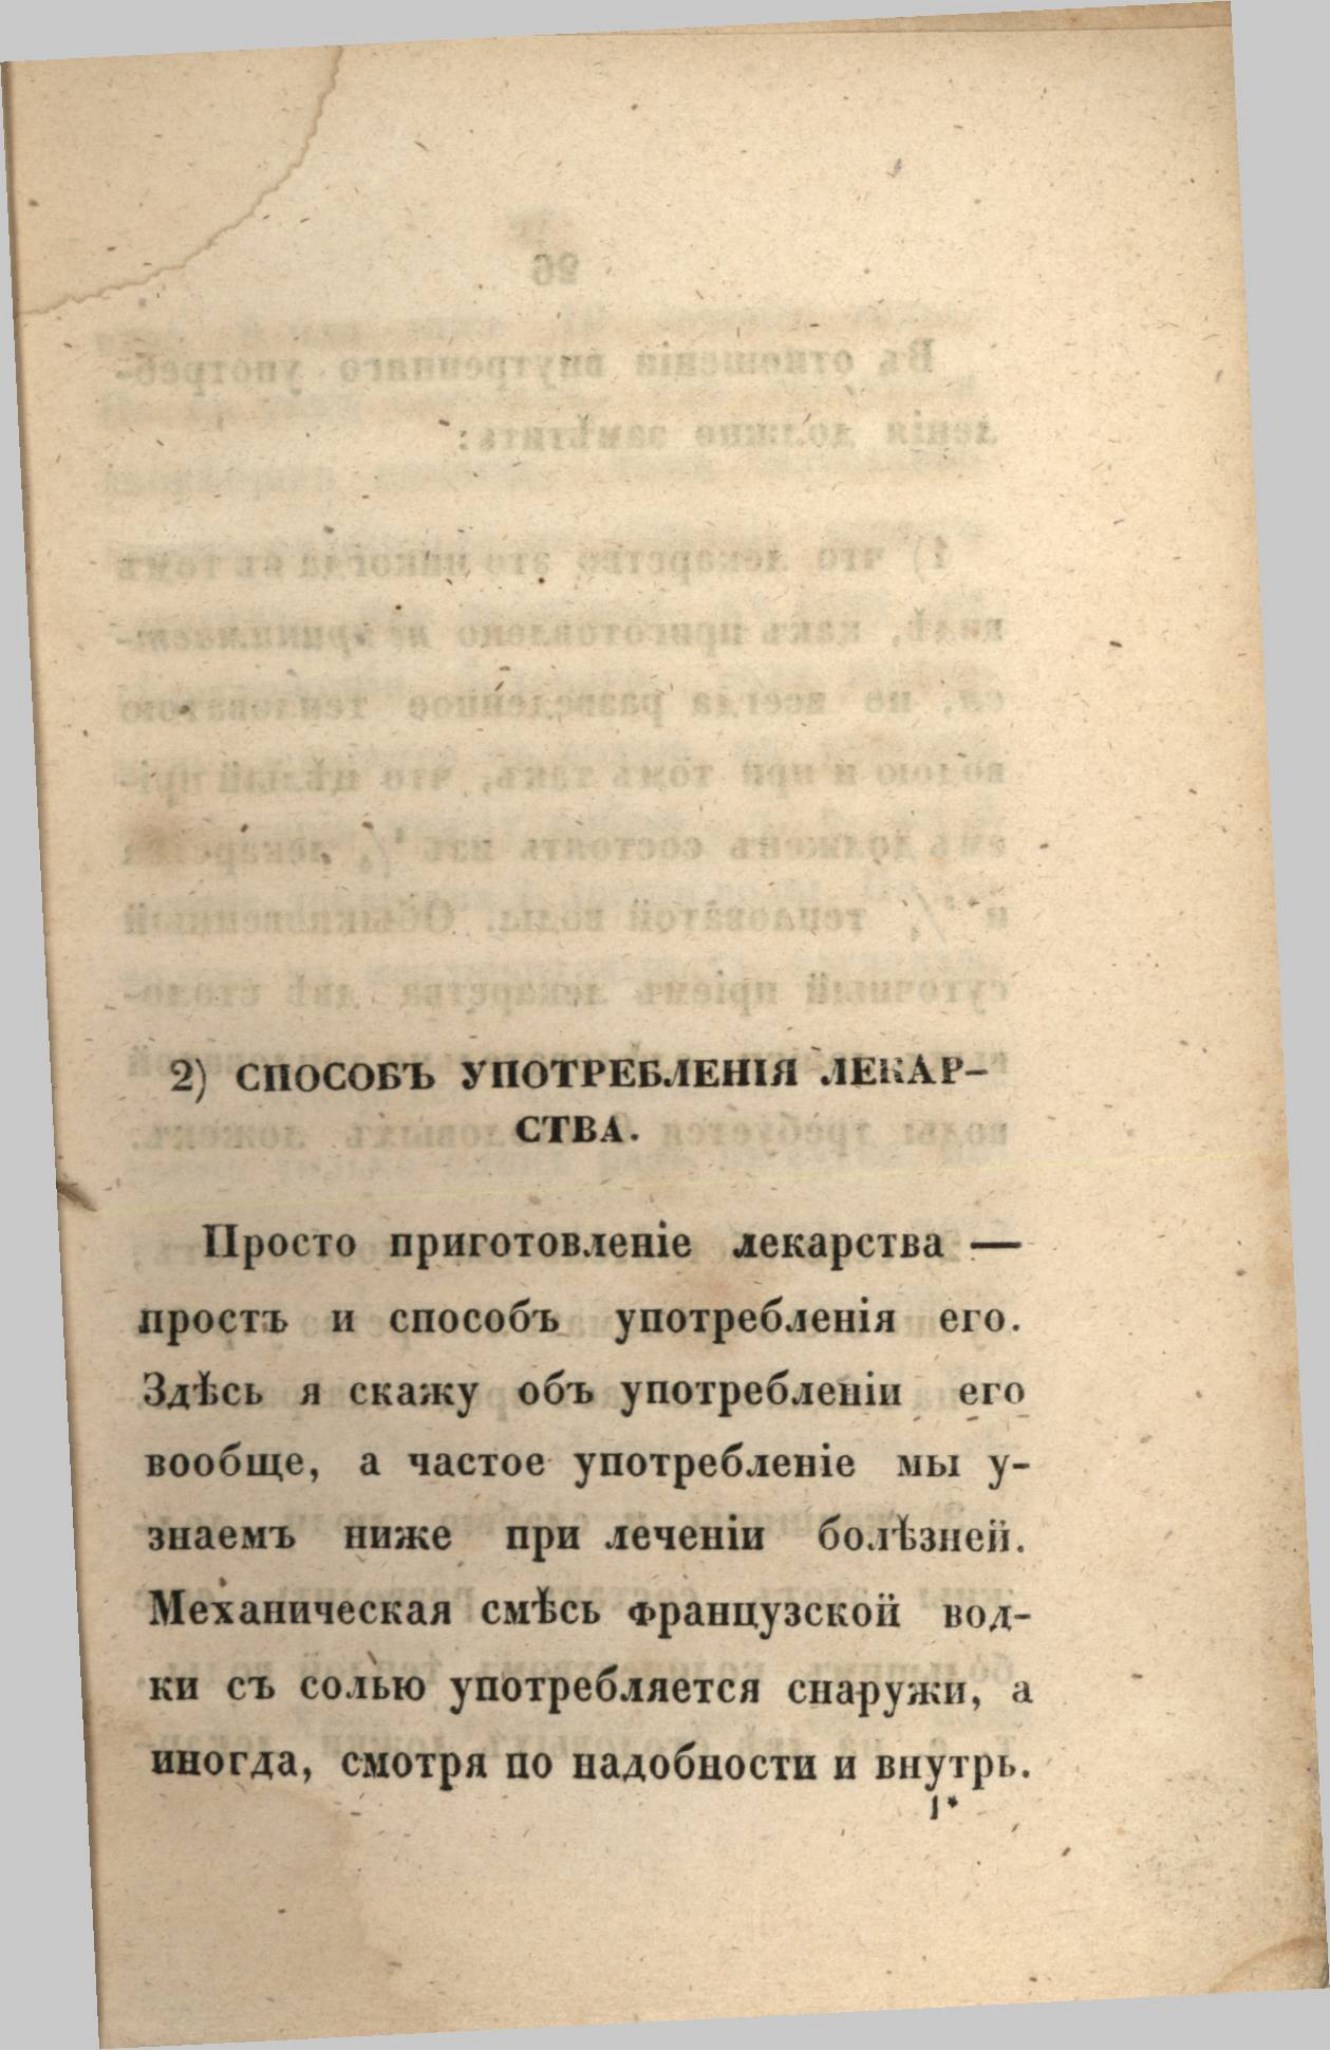 2) СПОСОБЪ УПОТРЕБЛЕНІЯ ЛЕКАР-
СТВА.
Просто приготовленіе лекарства —
простъ и способъ употребленія его.
Здѣсь я скажу объ употребленіи его
вообще, а частое употребленіе мы у-
знаемъ ниже при леченіи болѣзней.
Механическая смѣсь Французской вод-
ки съ солью употребляется снаружи, а
иногда, смотря по надобности и внутрь.
1*